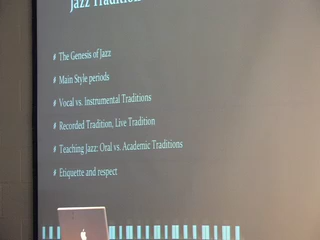 Jazz Tradition
# The Genesis of Jazz
# Main Style periods
# Vocal vs. Instrumental Traditions
# Recorded Tradition, Live Tradition
# Teaching Jazz: Oral vs. Academic Traditions
# Etiquette and respect